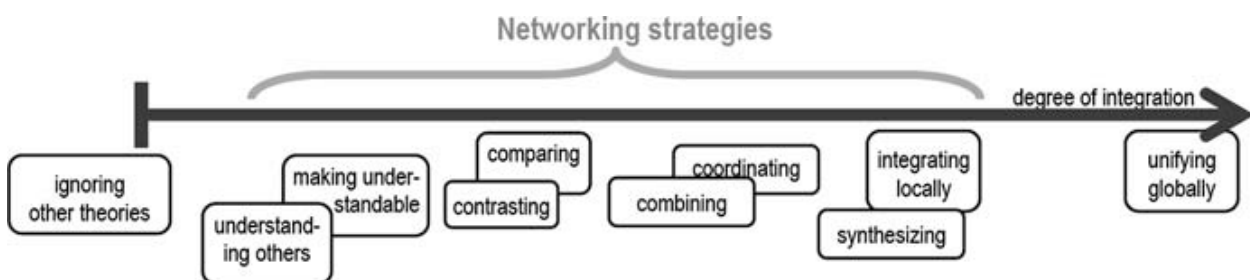 Networking strategies
degree of integration
ignoring
other theories
understand-
ing others
making under-
standable
comparing
contrasting
coordinating
combining
integrating
locally
synthesizing
unifying
globally